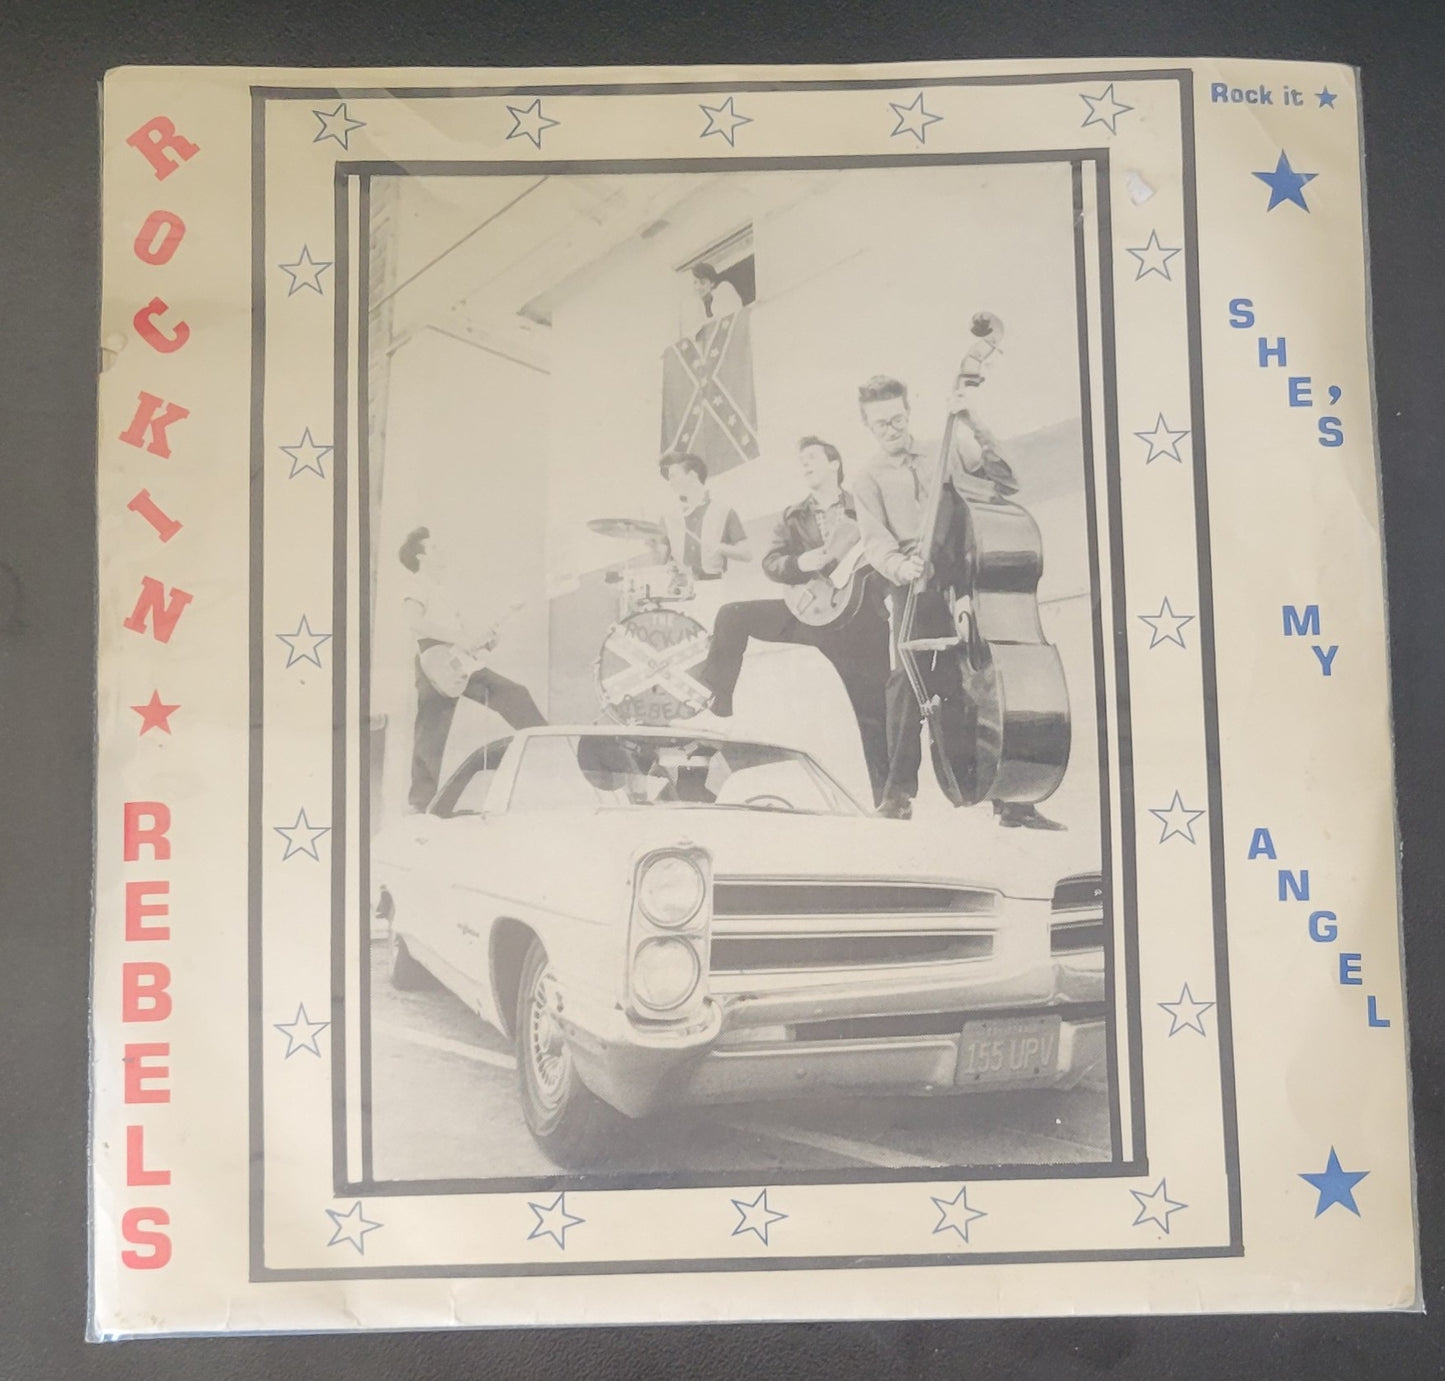 ROCKIN ★ REBELS
Rock it ★
SHE'S
MY
ANGEL
THE
ROCKIN
REBELS
155 UPV